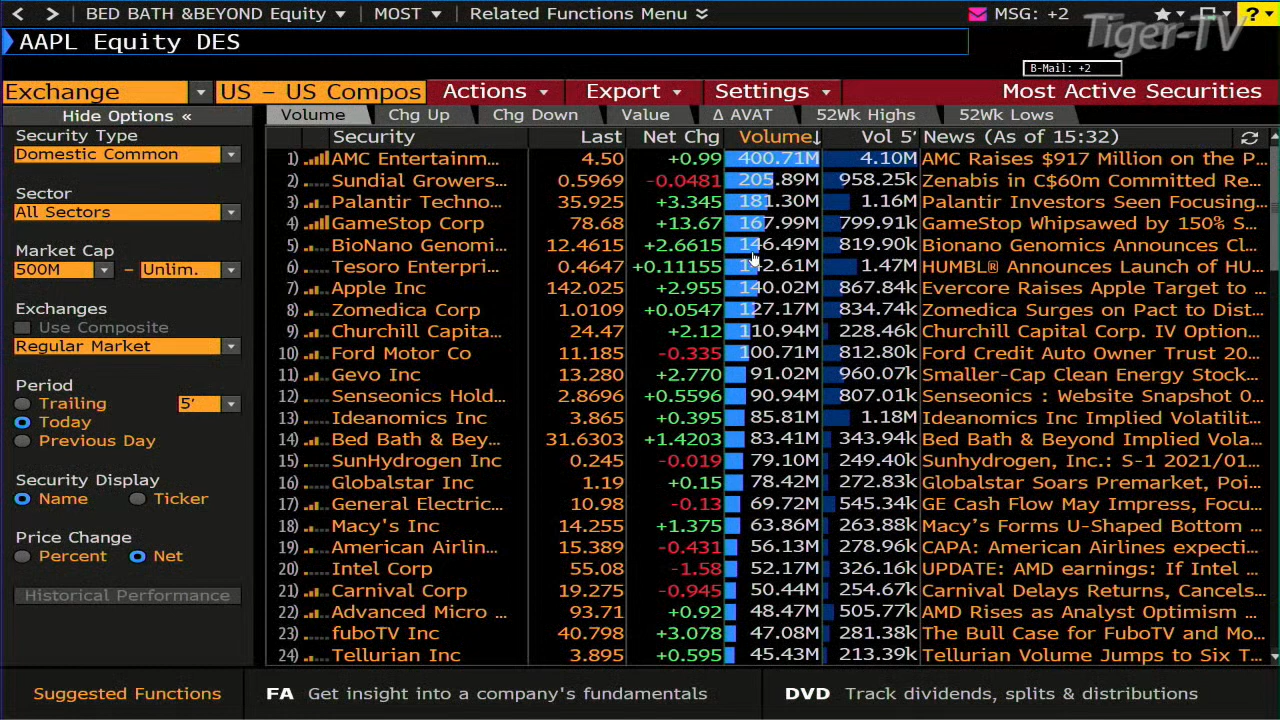 < > BED BATH &BEYOND Equity MOST Related Functions Menu MSG: +2 ?
AAPL Equity DES
Tiger-TV
B-Mail: +2
Exchange US - US Compos Actions Export Settings Most Active Securities
Hide Options « Volume Chg Up Chg Down Value Δ AVAT 52Wk Highs 52Wk Lows
Security Type
Domestic Common
Sector
All Sectors
Market Cap
500M - Unlim.
Exchanges
Use Composite
Regular Market
Period
Trailing 5'
Today
Previous Day
Security Display
Name Ticker
Price Change
Percent Net
Historical Performance
Security Last Net Chg Volume↓ Vol 5' News (As of 15:32)
1) AMC Entertainm... 4.50 +0.99 400.71M 4.10M AMC Raises $917 Million on the P...
2) Sundial Growers... 0.5969 -0.0481 205.89M 958.25k Zenabis in C$60m Committed Re...
3) Palantir Techno... 35.925 +3.345 181.30M 1.16M Palantir Investors Seen Focusing...
4) GameStop Corp 78.68 +13.67 167.99M 799.91k GameStop Whipsawed by 150% S...
5) BioNano Genomi... 12.4615 +2.6615 146.49M 819.90k Bionano Genomics Announces Cl...
6) Tesoro Enterpri... 0.4647 +0.11155 142.61M 1.47M HUMBL® Announces Launch of HU...
7) Apple Inc 142.025 +2.955 140.02M 867.84k Evercore Raises Apple Target to ...
8) Zomedica Corp 1.0109 +0.0547 127.17M 834.74k Zomedica Surges on Pact to Dist...
9) Churchill Capita... 24.47 +2.12 110.94M 228.46k Churchill Capital Corp. IV Option...
10) Ford Motor Co 11.185 -0.335 100.71M 812.80k Ford Credit Auto Owner Trust 20...
11) Gevo Inc 13.280 +2.770 91.02M 960.07k Smaller-Cap Clean Energy Stock...
12) Senseonics Hold... 2.8696 +0.5596 90.94M 807.01k Senseonics : Website Snapshot 0...
13) Ideanomics Inc 3.865 +0.395 85.81M 1.18M Ideanomics Inc Implied Volatilit...
14) Bed Bath & Bey... 31.6303 +1.4203 83.41M 343.94k Bed Bath & Beyond Implied Vola...
15) SunHydrogen Inc 0.245 -0.019 79.10M 249.40k Sunhydrogen, Inc.: S-1 2021/01...
16) Globalstar Inc 1.19 +0.15 78.42M 272.83k Globalstar Soars Premarket, Poi...
17) General Electric... 10.98 -0.13 69.72M 545.34k GE Cash Flow May Impress, Focu...
18) Macy's Inc 14.255 +1.375 63.86M 263.88k Macy's Forms U-Shaped Bottom ...
19) American Airlin... 15.389 -0.431 56.13M 278.96k CAPA: American Airlines expecti...
20) Intel Corp 55.08 -1.58 52.17M 326.16k UPDATE: AMD earnings: If Intel ...
21) Carnival Corp 19.275 -0.945 50.44M 254.67k Carnival Delays Returns, Cancels...
22) Advanced Micro ... 93.71 +0.92 48.47M 505.77k AMD Rises as Analyst Optimism ...
23) fuboTV Inc 40.798 +3.078 47.08M 281.38k The Bull Case for FuboTV and Mo...
24) Tellurian Inc 3.895 +0.595 45.43M 213.39k Tellurian Volume Jumps to Six T...
Suggested Functions FA Get insight into a company's fundamentals DVD Track dividends, splits & distributions